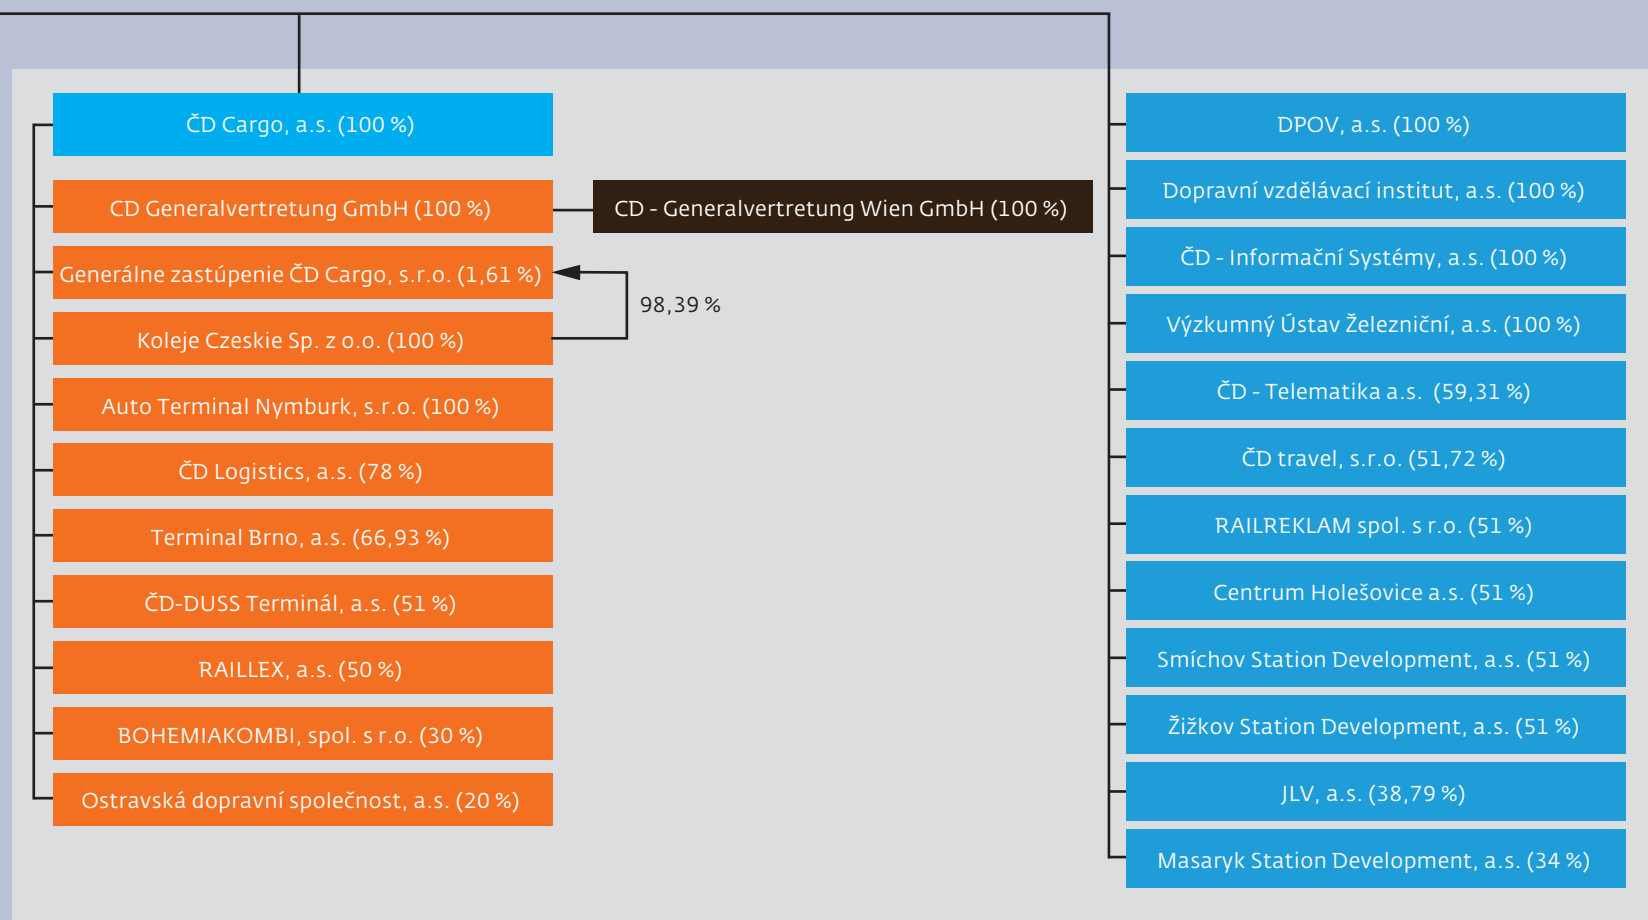 ČD Cargo, a.s. (100 %)
CD Generalvertretung GmbH (100 %)
CD - Generalvertretung Wien GmbH (100 %)
Generálne zastúpenie ČD Cargo, s.r.o. (1,61 %)
98,39 %
Koleje Czeskie Sp. z o.o. (100 %)
Auto Terminal Nymburk, s.r.o. (100 %)
ČD Logistics, a.s. (78 %)
Terminal Brno, a.s. (66,93 %)
ČD-DUSS Terminál, a.s. (51 %)
RAILLEX, a.s. (50 %)
BOHEMIAKOMBI, spol. s r.o. (30 %)
Ostravská dopravní společnost, a.s. (20 %)
DPOV, a.s. (100 %)
Dopravní vzdělávací institut, a.s. (100 %)
ČD - Informační Systémy, a.s. (100 %)
Výzkumný Ústav Železniční, a.s. (100 %)
ČD - Telematika a.s. (59,31 %)
ČD travel, s.r.o. (51,72 %)
RAILREKLAM spol. s r.o. (51 %)
Centrum Holešovice a.s. (51 %)
Smíchov Station Development, a.s. (51 %)
Žižkov Station Development, a.s. (51 %)
JLV, a.s. (38,79 %)
Masaryk Station Development, a.s. (34 %)